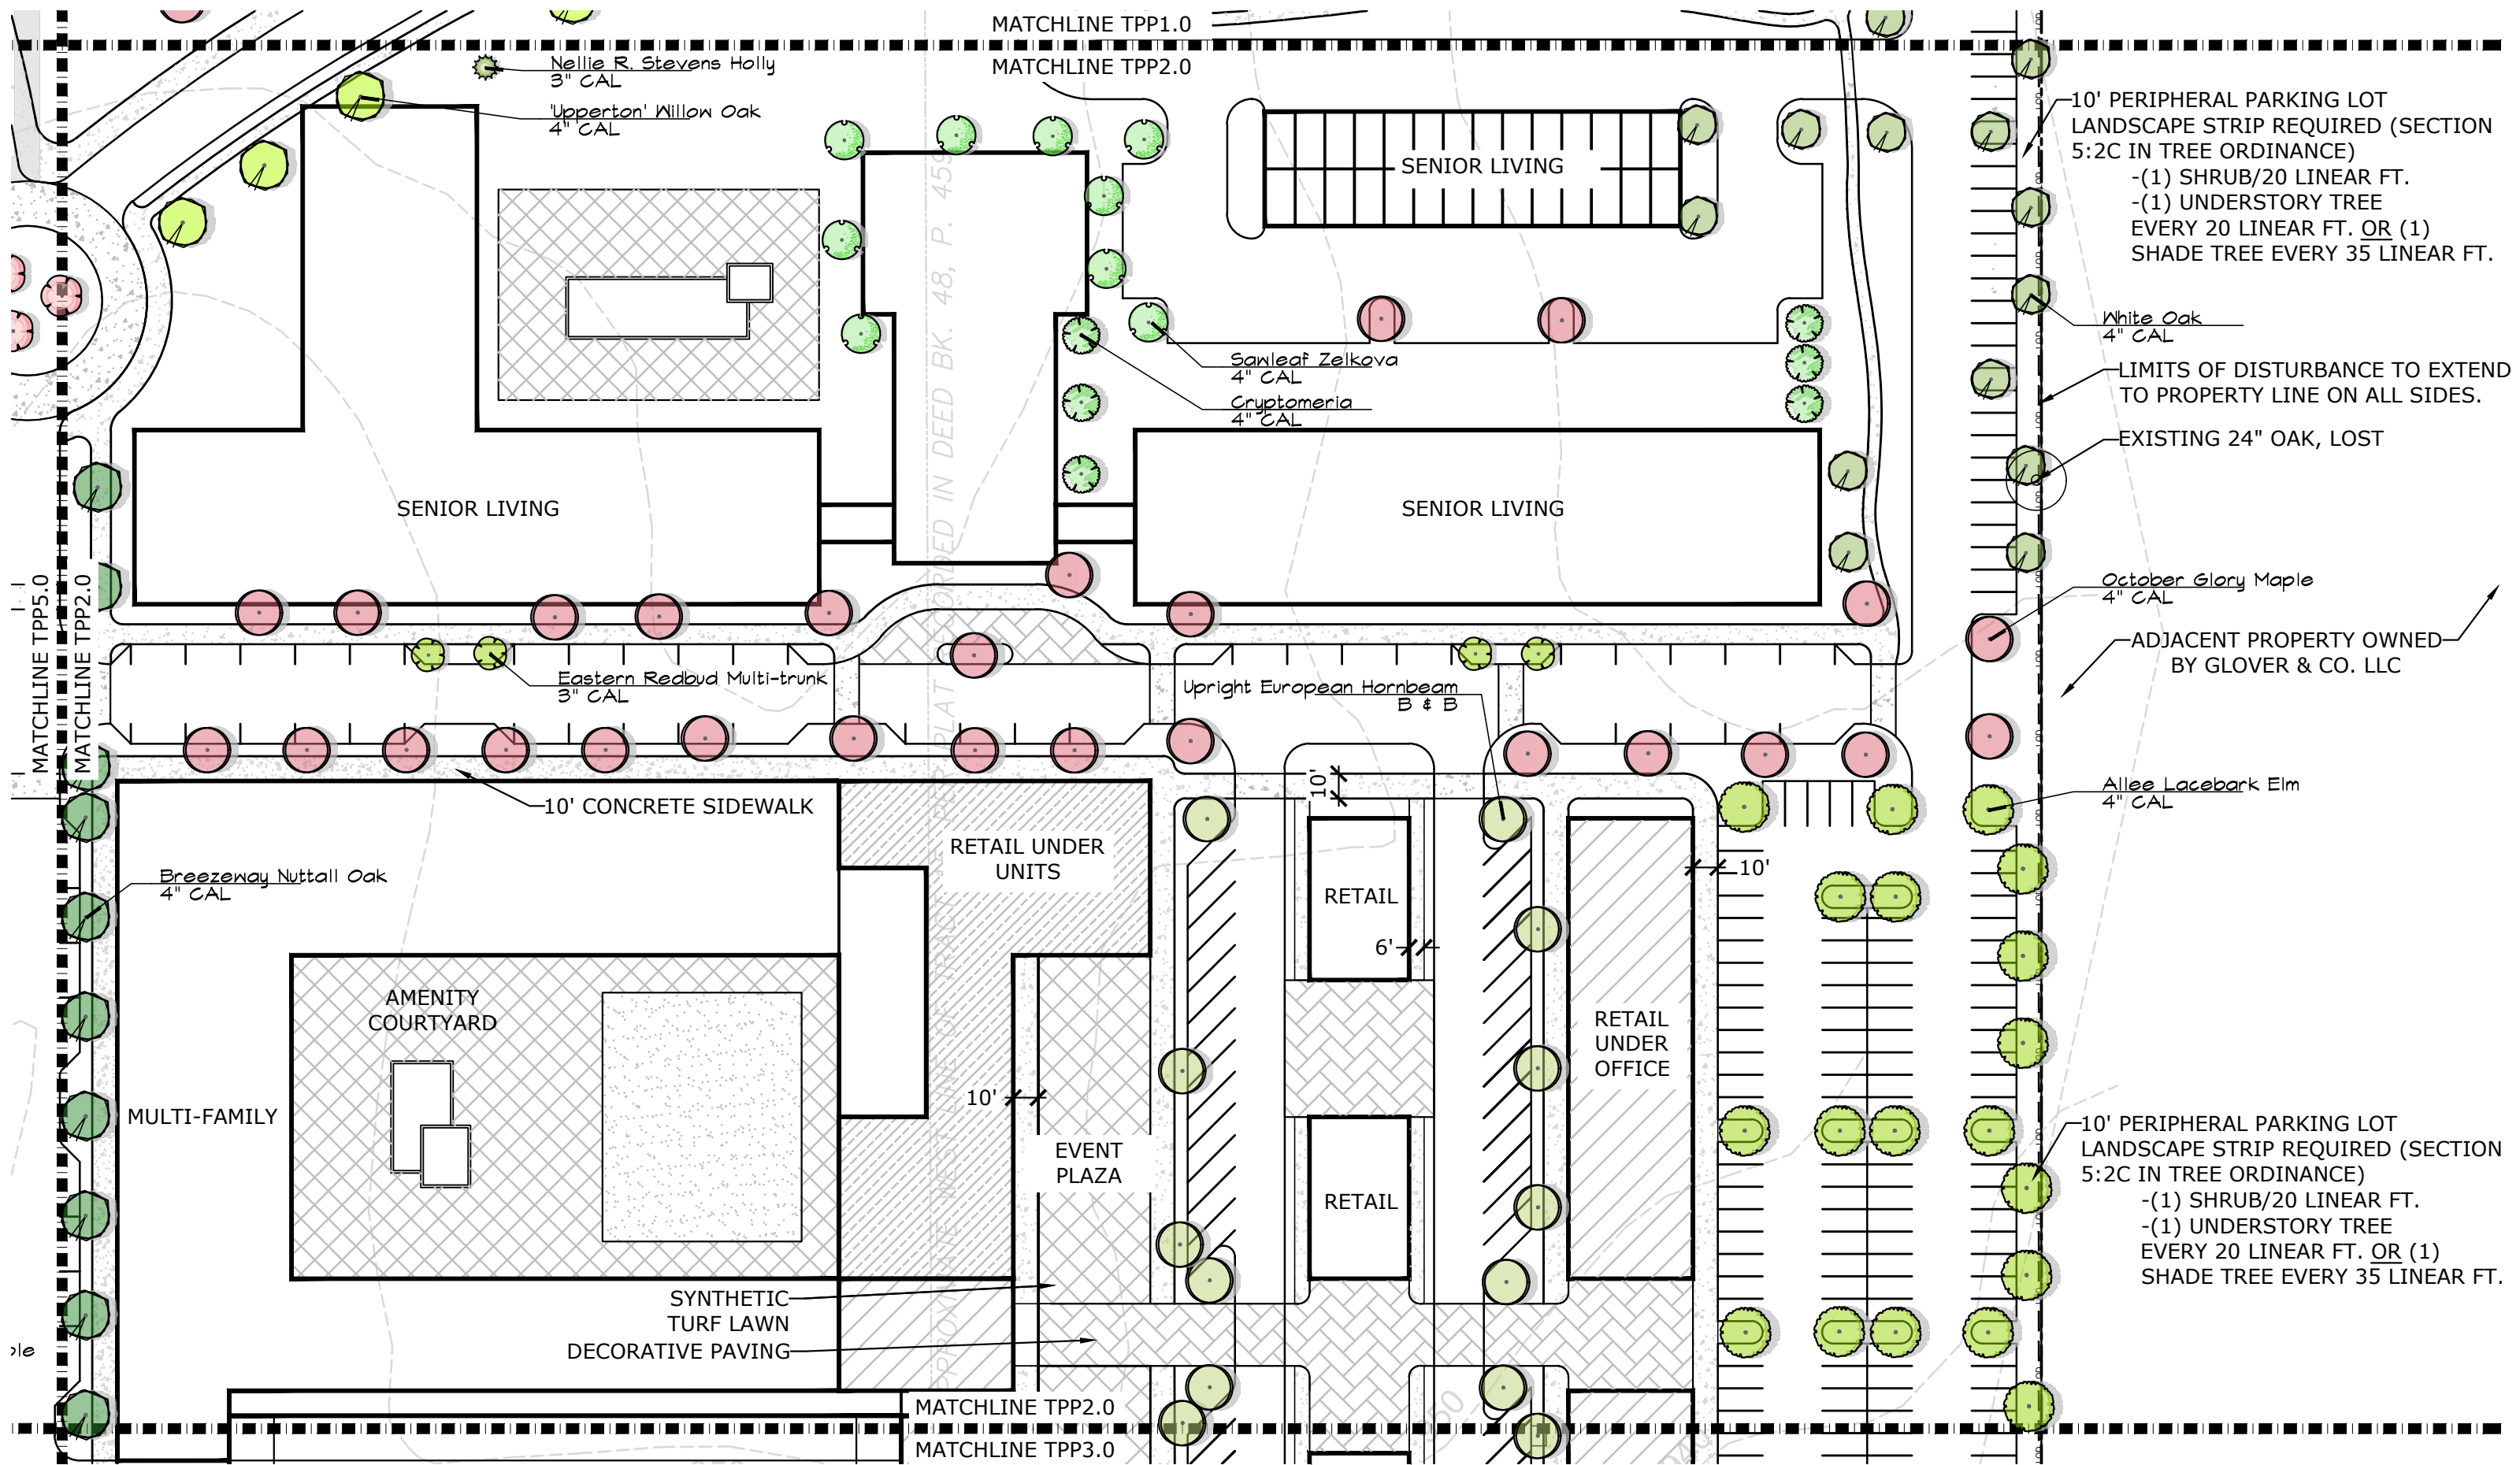 MATCHLINE TPP1.0
MATCHLINE TPP2.0
Nellie R. Stevens Holly
3" CAL
'Upperton' Willow Oak
4" CAL
10' PERIPHERAL PARKING LOT
LANDSCAPE STRIP REQUIRED (SECTION
5:2C IN TREE ORDINANCE)
-(1) SHRUB/20 LINEAR FT.
-(1) UNDERSTORY TREE
EVERY 20 LINEAR FT. OR (1)
SHADE TREE EVERY 35 LINEAR FT.
SENIOR LIVING
White Oak
4" CAL
Sawleaf Zelkova
4" CAL
Cryptomeria
4" CAL
LIMITS OF DISTURBANCE TO EXTEND
TO PROPERTY LINE ON ALL SIDES.
EXISTING 24" OAK, LOST
SENIOR LIVING
SENIOR LIVING
MATCHLINE TPP5.0
MATCHLINE TPP2.0
October Glory Maple
4" CAL
ADJACENT PROPERTY OWNED
BY GLOVER & CO. LLC
Eastern Redbud Multi-trunk
3" CAL
Upright European Hornbeam
B & B
10'
Allee Lacebark Elm
4" CAL
10' CONCRETE SIDEWALK
RETAIL UNDER
UNITS
Breezeway Nuttall Oak
4" CAL
10'
RETAIL
6'
AMENITY
COURTYARD
RETAIL
UNDER
OFFICE
MULTI-FAMILY
10'
EVENT
PLAZA
RETAIL
10' PERIPHERAL PARKING LOT
LANDSCAPE STRIP REQUIRED (SECTION
5:2C IN TREE ORDINANCE)
-(1) SHRUB/20 LINEAR FT.
-(1) UNDERSTORY TREE
EVERY 20 LINEAR FT. OR (1)
SHADE TREE EVERY 35 LINEAR FT.
SYNTHETIC
TURF LAWN
DECORATIVE PAVING
MATCHLINE TPP2.0
MATCHLINE TPP3.0